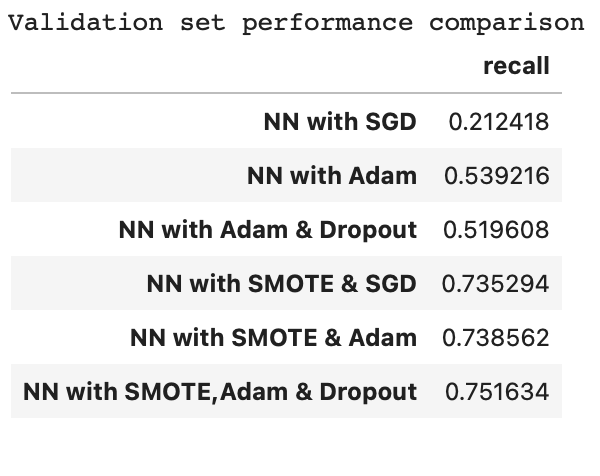 Validation set performance comparison
recall
NN with SGD 0.212418
NN with Adam 0.539216
NN with Adam & Dropout 0.519608
NN with SMOTE & SGD 0.735294
NN with SMOTE & Adam 0.738562
NN with SMOTE,Adam & Dropout 0.751634